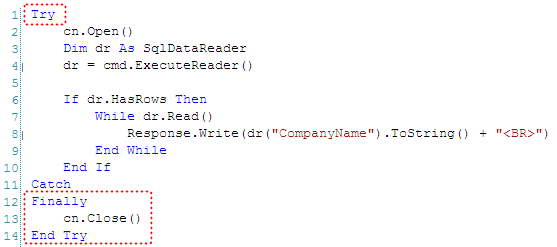 1 Try
2     cn.Open()
3     Dim dr As SqlDataReader
4     dr = cmd.ExecuteReader()
5
6     If dr.HasRows Then
7         While dr.Read()
8             Response.Write(dr("CompanyName").ToString() + "<BR>")
9         End While
10     End If
11 Catch
12 Finally
13     cn.Close()
14 End Try